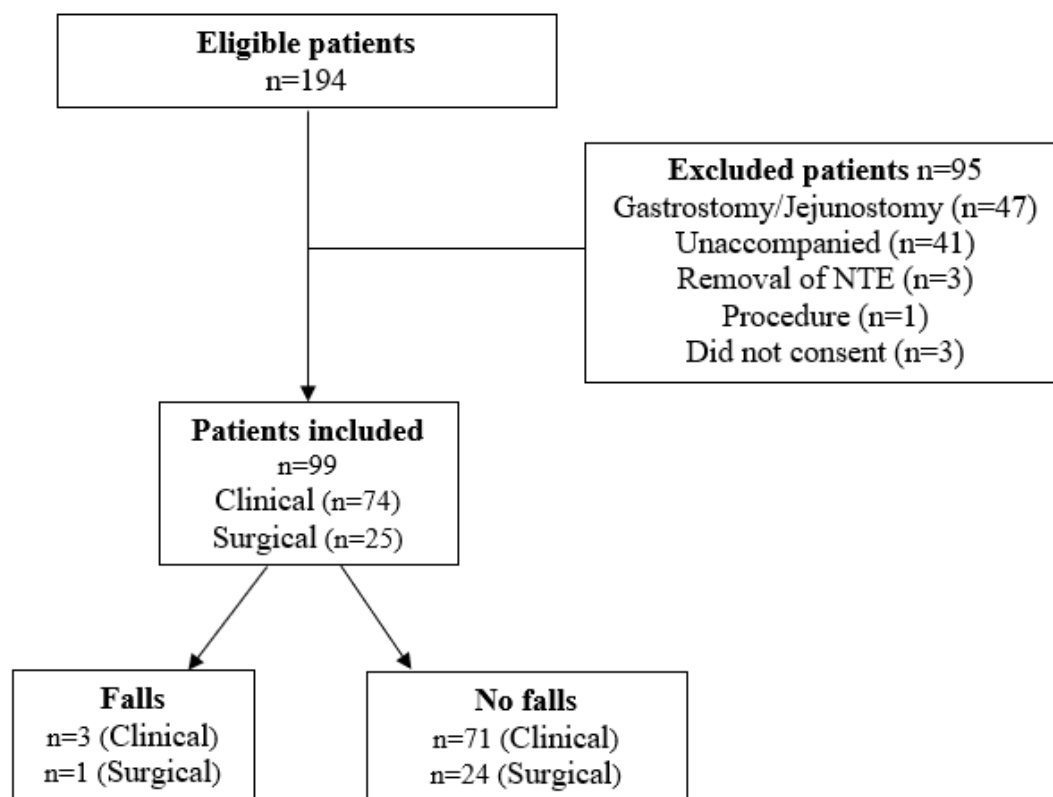 Eligible patients
n=194
Excluded patients n=95
Gastrostomy/Jejunostomy (n=47)
Unaccompanied (n=41)
Removal of NTE (n=3)
Procedure (n=1)
Did not consent (n=3)
Patients included
n=99
Clinical (n=74)
Surgical (n=25)
Falls
n=3 (Clinical)
n=1 (Surgical)
No falls
n=71 (Clinical)
n=24 (Surgical)